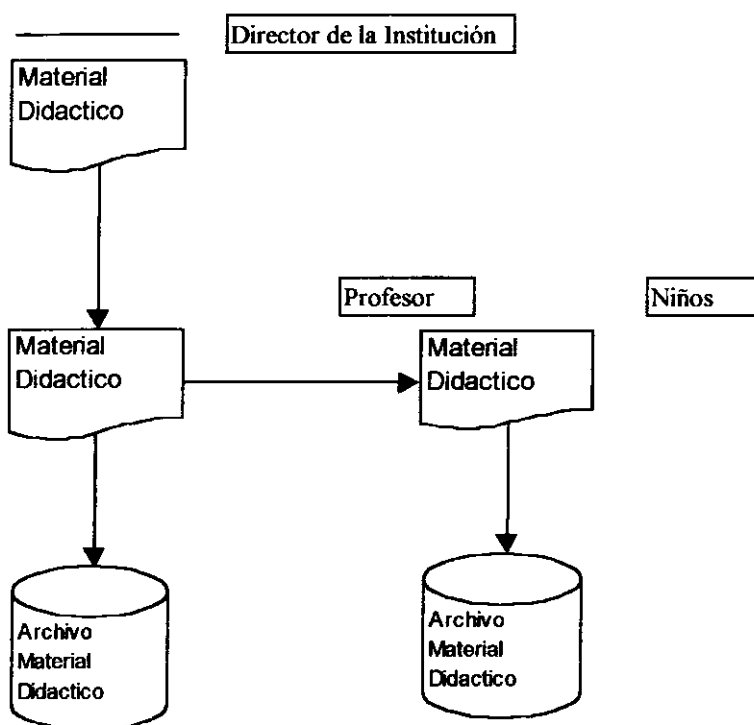 Director de la Institución
Material
Didactico
Profesor
Niños
Material
Didactico
Material
Didactico
Archivo
Material
Didactico
Archivo
Material
Didactico